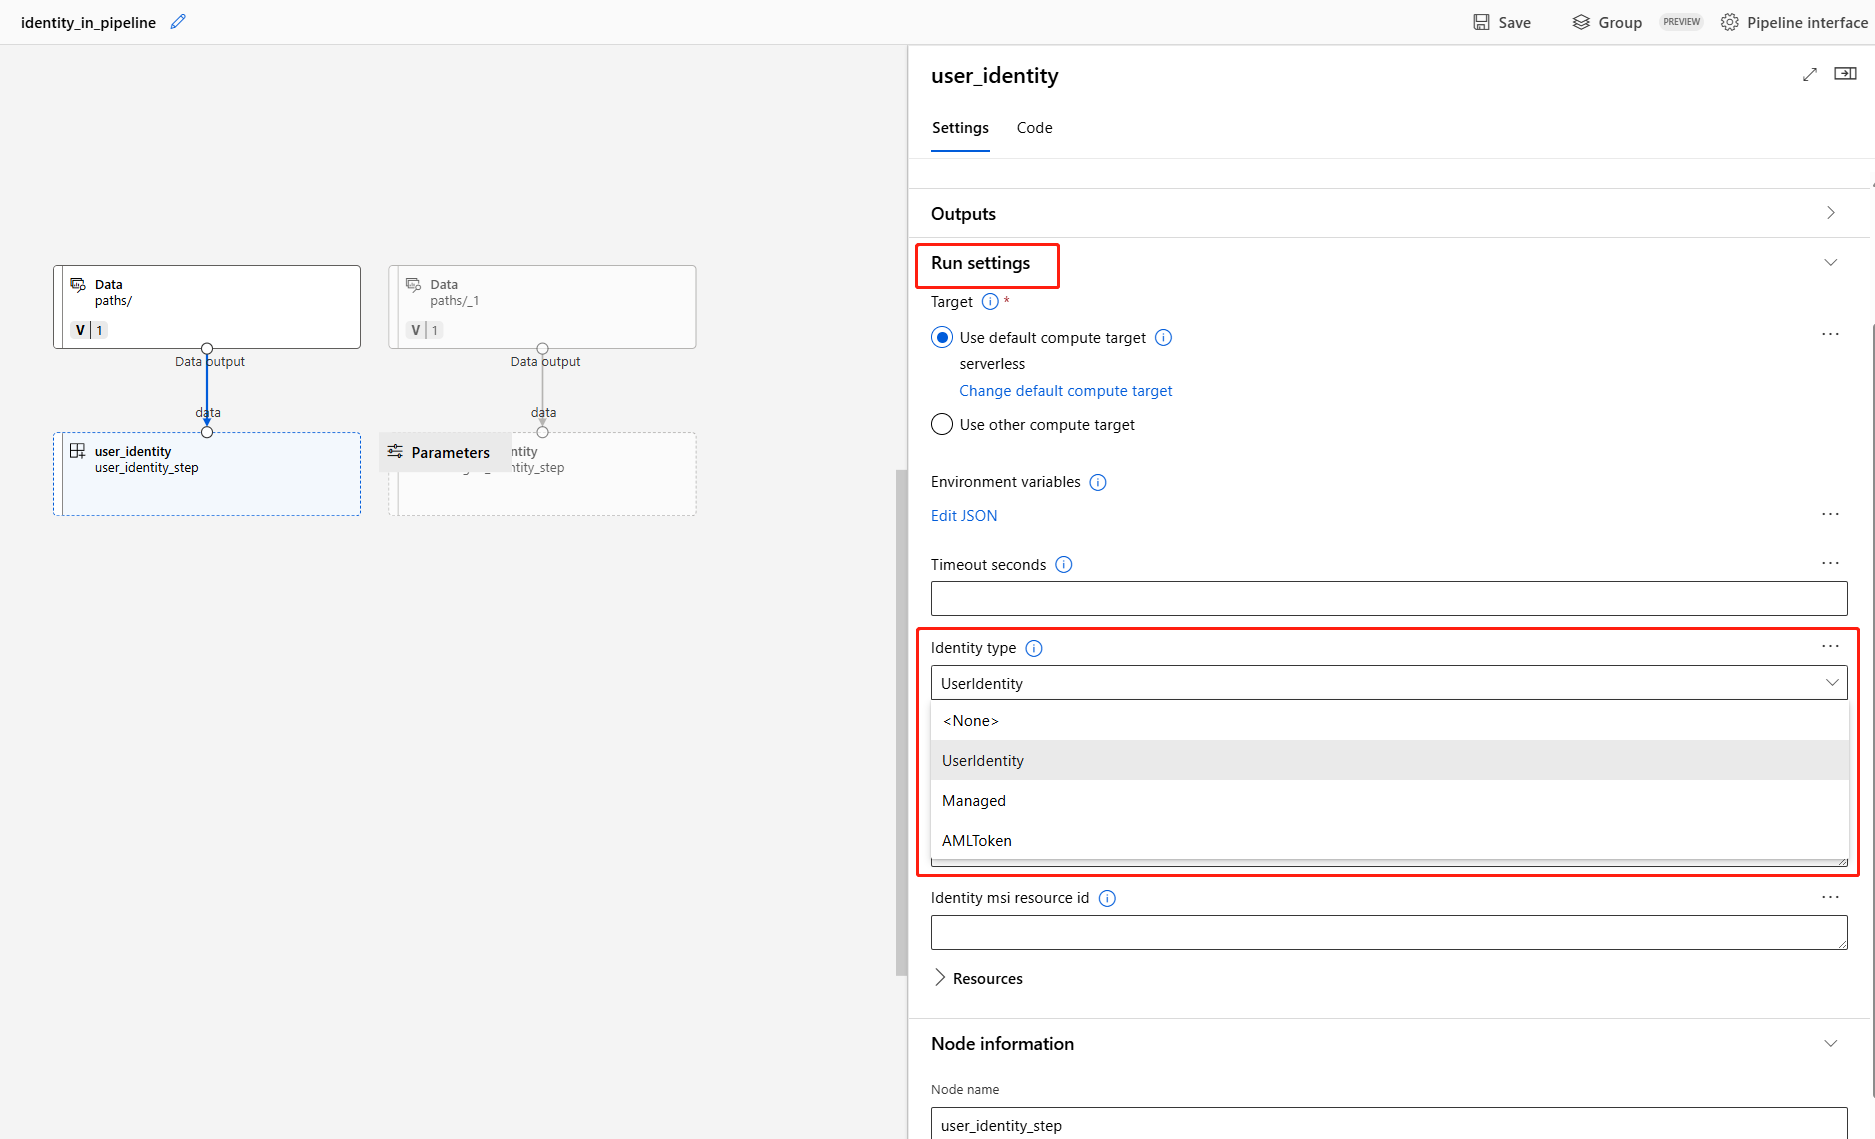 identity_in_pipeline
Save
Group
PREVIEW
Pipeline interface
Data
paths/
V 1
Data output
data
user_identity
user_identity_step
Data
paths/_1
V 1
Data output
data
Parameters
ntity
ntity_step
user_identity
Settings
Code
Outputs
Run settings
Target *
Use default compute target
serverless
Change default compute target
Use other compute target
Environment variables
Edit JSON
Timeout seconds
Identity type
UserIdentity
<None>
UserIdentity
Managed
AMLToken
Identity msi resource id
Resources
Node information
Node name
user_identity_step